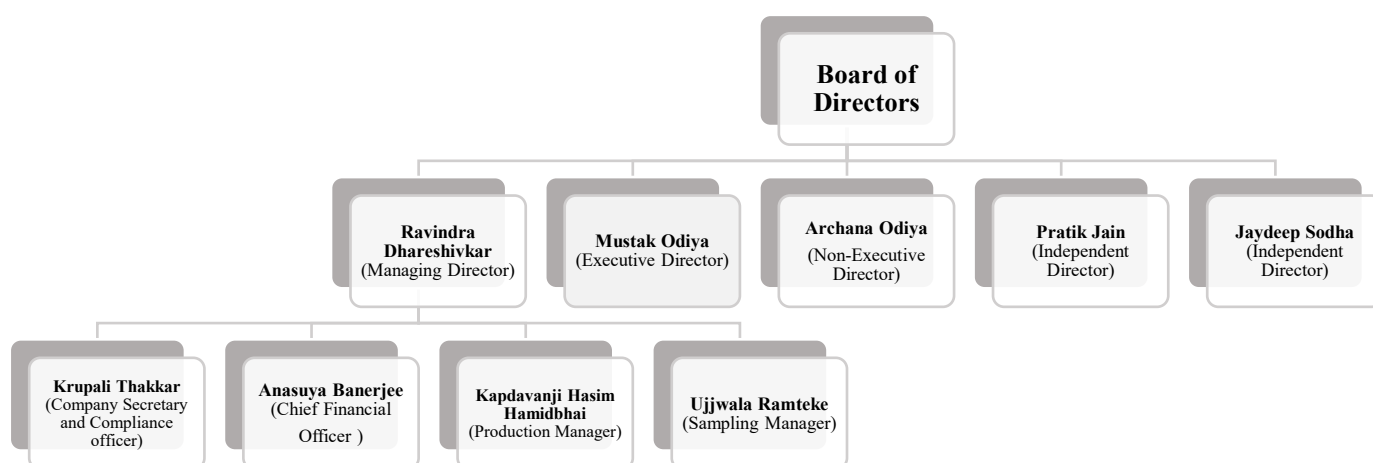 Board of
Directors
Ravindra
Dhareshivkar
(Managing Director)
Mustak Odiya
(Executive Director)
Archana Odiya
(Non-Executive
Director)
Pratik Jain
(Independent
Director)
Jaydeep Sodha
(Independent
Director)
Krupali Thakkar
(Company Secretary
and Compliance
officer)
Anasuya Banerjee
(Chief Financial
Officer )
Kapdavanji Hasim
Hamidbhai
(Production Manager)
Ujjwala Ramteke
(Sampling Manager)